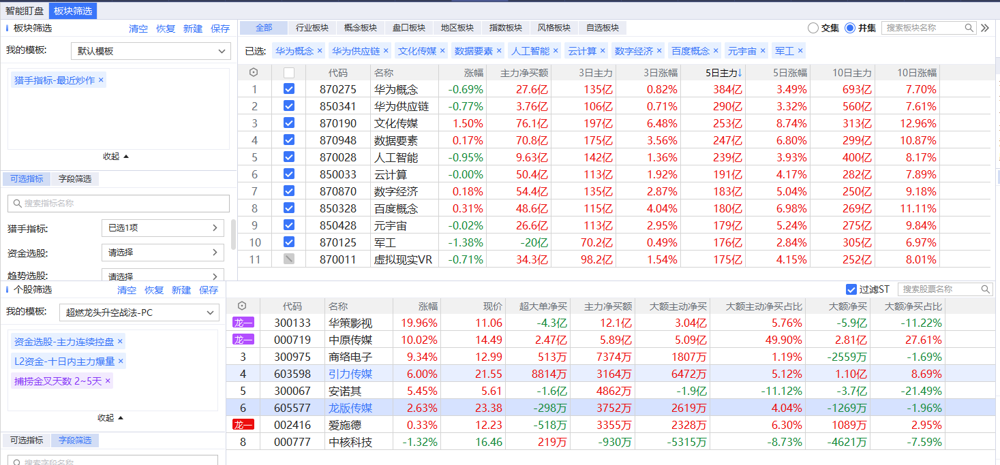 智能盯盘 板块筛选
板块筛选 清空 恢复 新建 保存
我的模板: 默认模板
猎手指标-最近炒作 ×
收起
可选指标 字段筛选
搜索指标名称
猎手指标: 已选1项
资金选股: 请选择
趋势选股: 请选择
全部 行业板块 概念板块 盘口板块 地区板块 指数板块 风格板块 自选板块 交集 并集 搜索板块名称
已选: 华为概念 × 华为供应链 × 文化传媒 × 数据要素 × 人工智能 × 云计算 × 数字经济 × 百度概念 × 元宇宙 × 军工 ×
代码 名称 涨幅 主力净买额 3日主力 3日涨幅 5日主力↓ 5日涨幅 10日主力 10日涨幅
1 870275 华为概念 -0.69% 27.6亿 135亿 0.82% 384亿 3.49% 693亿 7.70%
2 850341 华为供应链 -0.77% 3.76亿 106亿 0.71% 290亿 3.32% 560亿 7.61%
3 870190 文化传媒 1.50% 76.1亿 197亿 6.48% 253亿 8.74% 313亿 12.96%
4 870948 数据要素 0.17% 70.8亿 175亿 3.56% 247亿 6.80% 299亿 10.87%
5 870028 人工智能 -0.95% 9.63亿 142亿 1.36% 239亿 3.93% 400亿 8.17%
6 850033 云计算 -0.00% 50.4亿 113亿 1.92% 191亿 4.17% 282亿 7.89%
7 870870 数字经济 0.18% 54.4亿 135亿 2.87% 183亿 5.04% 250亿 9.18%
8 850328 百度概念 0.31% 48.6亿 115亿 4.04% 180亿 6.98% 269亿 11.11%
9 850428 元宇宙 -0.02% 26.6亿 113亿 2.95% 179亿 5.24% 275亿 9.84%
10 870125 军工 -1.38% -20亿 70.2亿 0.49% 176亿 2.84% 305亿 6.97%
11 870011 虚拟现实VR -0.71% 34.3亿 98.2亿 1.54% 175亿 4.15% 252亿 8.01%
个股筛选 清空 恢复 新建 保存
我的模板: 超燃龙头升空战法-PC
资金选股-主力连续控盘 ×
L2资金-十日内主力爆量 ×
捕捞金叉天数 2~5天 ×
收起
可选指标 字段筛选
搜索字段名称
过滤ST 搜索股票名称
代码 名称 涨幅 现价 超大单净买 主力净买额 大额主动净买 大额主动净买占比 大额净买 大额净买占比
龙一 300133 华策影视 19.96% 11.06 -4.3亿 12.1亿 3.04亿 5.76% -5.9亿 -11.22%
龙一 000719 中原传媒 10.02% 14.49 2.47亿 5.89亿 5.09亿 49.90% 2.81亿 27.61%
3 300975 商络电子 9.34% 12.99 513万 7374万 1807万 1.19% -2559万 -1.69%
4 603598 引力传媒 6.00% 21.55 8814万 3164万 6472万 5.12% 1.10亿 8.69%
5 300067 安诺其 5.45% 5.61 -1.6亿 4862万 -1.9亿 -11.12% -3.7亿 -21.49%
6 605577 龙版传媒 2.63% 23.38 -298万 3752万 2619万 4.04% -1269万 -1.96%
龙一 002416 爱施德 0.33% 12.23 -518万 3355万 2328万 6.30% 1089万 2.95%
8 000777 中核科技 -1.32% 16.46 219万 -930万 -5315万 -8.73% -4621万 -7.59%